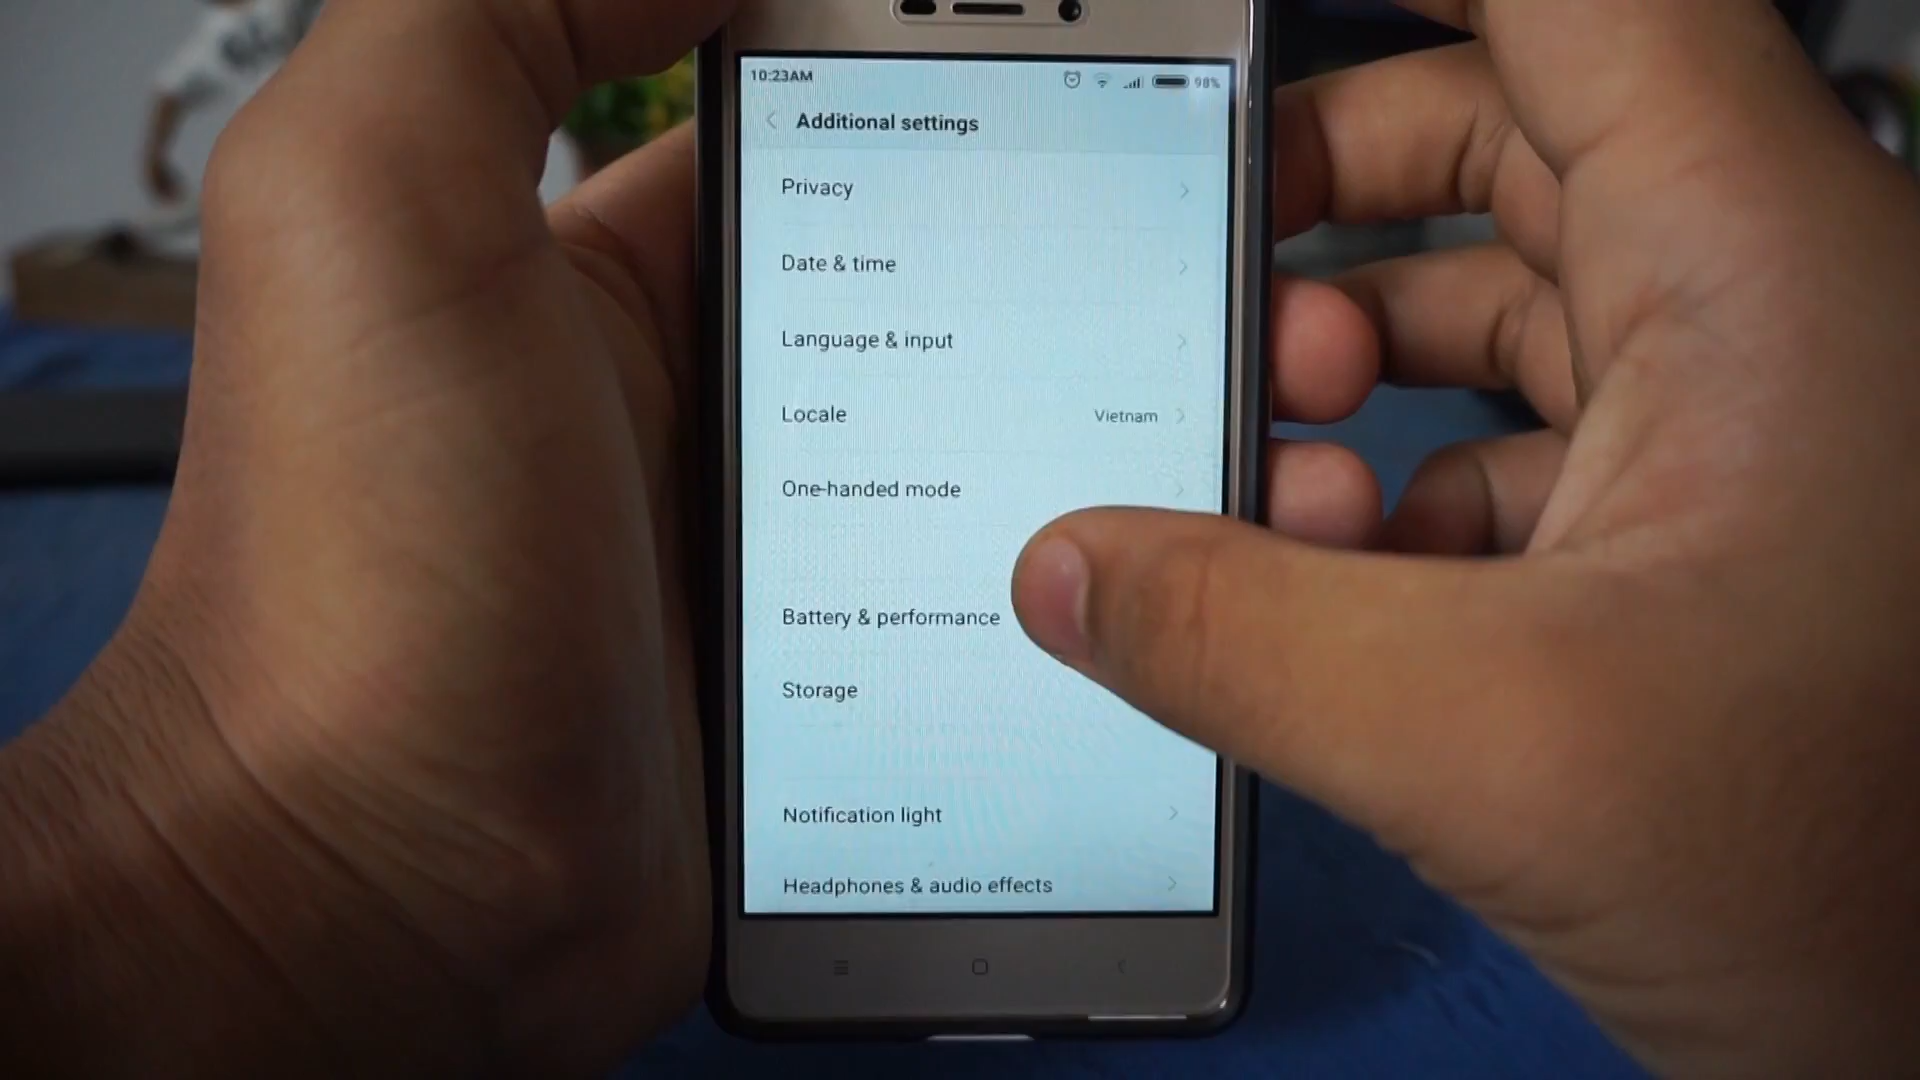 10:23AM 98%
Additional settings
Privacy
Date & time
Language & input
Locale Vietnam
One-handed mode
Battery & performance
Storage
Notification light
Headphones & audio effects